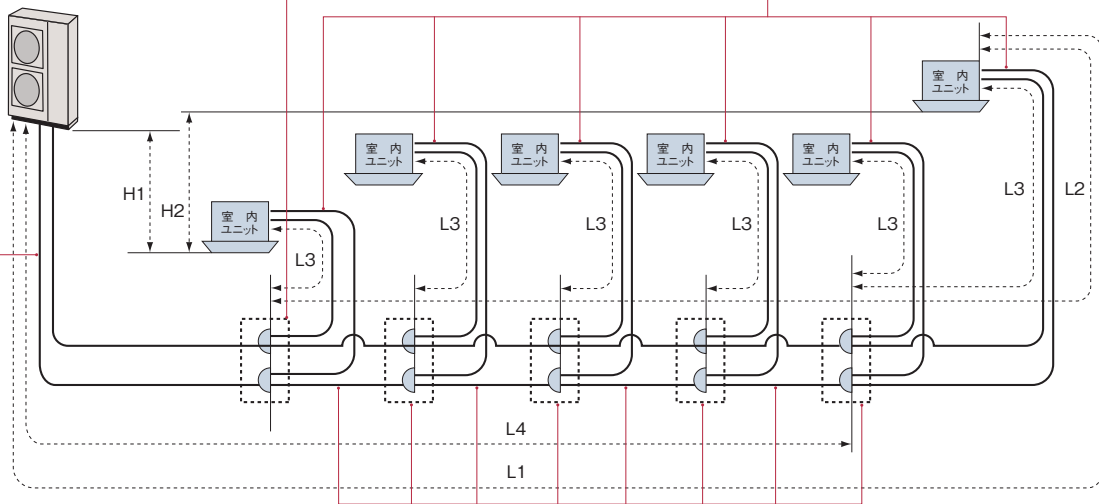 室 内
ユニット
室 内
ユニット
室 内
ユニット
室 内
ユニット
室 内
ユニット
H1
H2
L3
L3
L3
L3
L3
L2
室 内
ユニット
L3
L4
L1